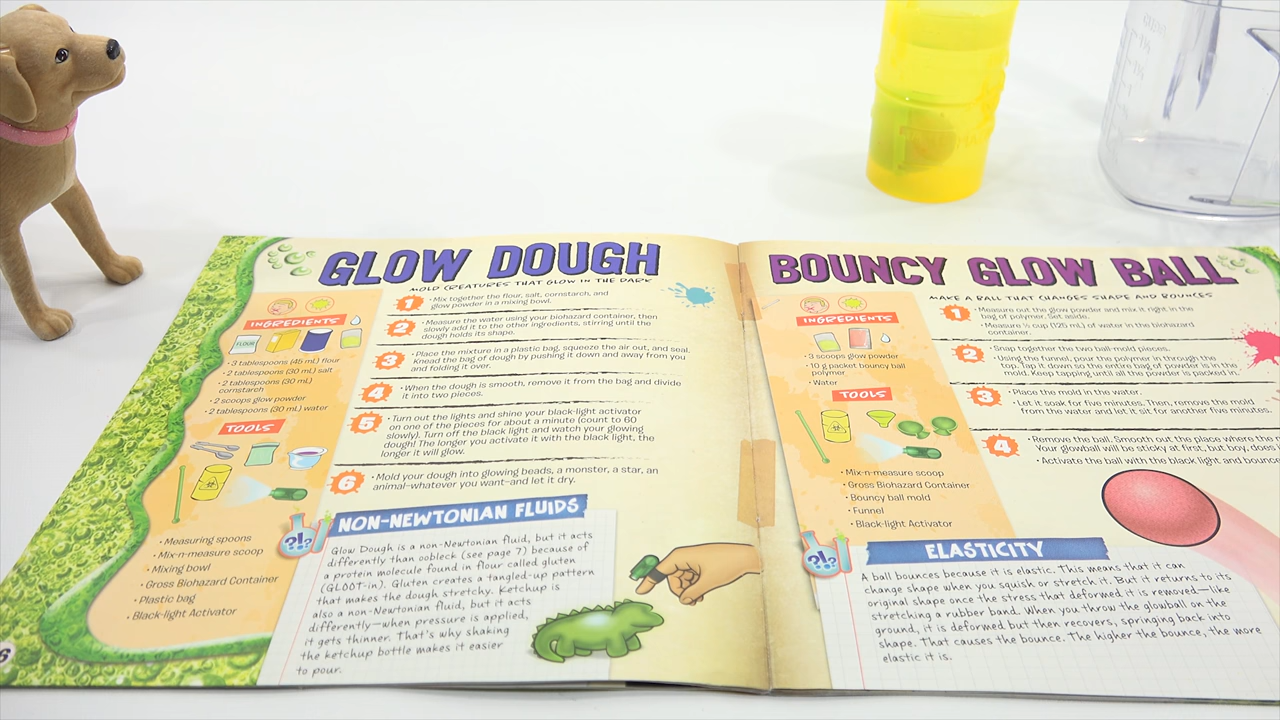 GLOW DOUGH
MOLD CREATURES THAT GLOW IN THE DARK
INGREDIENTS
FLOUR
SALT
• 3 tablespoons (45 mL) flour
• 2 tablespoons (30 mL) salt
• 2 tablespoons (30 mL)
cornstarch
• 2 scoops glow powder
• 2 tablespoons (30 mL) water
TOOLS
• Measuring spoons
• Mix-n-measure scoop
• Mixing bowl
• Gross Biohazard Container
• Plastic bag
• Black-light Activator
1 • Mix together the flour, salt, cornstarch, and
glow powder in a mixing bowl.
2 • Measure the water using your biohazard container, then
slowly add it to the other ingredients, stirring until the
dough holds its shape.
3 • Place the mixture in a plastic bag, squeeze the air out, and seal.
Knead the bag of dough by pushing it down and away from you
and folding it over.
4 • When the dough is smooth, remove it from the bag and divide
it into two pieces.
5 • Turn out the lights and shine your black-light activator
on one of the pieces for about a minute (count to 60
slowly). Turn off the black light and watch your glowing
dough! The longer you activate it with the black light, the
longer it will glow.
6 • Mold your dough into glowing beads, a monster, a star, an
animal—whatever you want—and let it dry.
?!?
NON-NEWTONIAN FLUIDS
Glow Dough is a non-Newtonian fluid, but it acts
differently than oobleck (see page 7) because of
a protein molecule found in flour called gluten
(GLOOT-in). Gluten creates a tangled-up pattern
that makes the dough stretchy. Ketchup is
also a non-Newtonian fluid, but it acts
differently—when pressure is applied,
it gets thinner. That's why shaking
the ketchup bottle makes it easier
to pour.
6
BOUNCY GLOW BALL
MAKE A BALL THAT CHANGES SHAPE AND BOUNCES
INGREDIENTS
• 3 scoops glow powder
• 10 g packet bouncy ball
polymer
• Water
TOOLS
• Mix-n-measure scoop
• Gross Biohazard Container
• Bouncy ball mold
• Funnel
• Black-light Activator
1 • Measure out the glow powder and mix it right in the
bag of polymer. Set aside.
• Measure ½ cup (125 mL) of water in the biohazard
container.
2 • Snap together the two ball-mold pieces.
• Using the funnel, pour the polymer in through the
top. Tap it down so the entire bag of powder is in the
mold. Keep tapping until all the powder is packed in.
3 • Place the mold in the water.
• Let it soak for five minutes. Then, remove the mold
from the water and let it sit for another five minutes.
4 • Remove the ball. Smooth out the place where the
Your glowball will be sticky at first, but boy, does
• Activate the ball with the black light, and bounce
?!?
ELASTICITY
A ball bounces because it is elastic. This means that it can
change shape when you squish or stretch it. But it returns to its
original shape once the stress that deformed it is removed—like
stretching a rubber band. When you throw the glowball on the
ground, it is deformed but then recovers, springing back into
shape. That causes the bounce. The higher the bounce, the more
elastic it is.